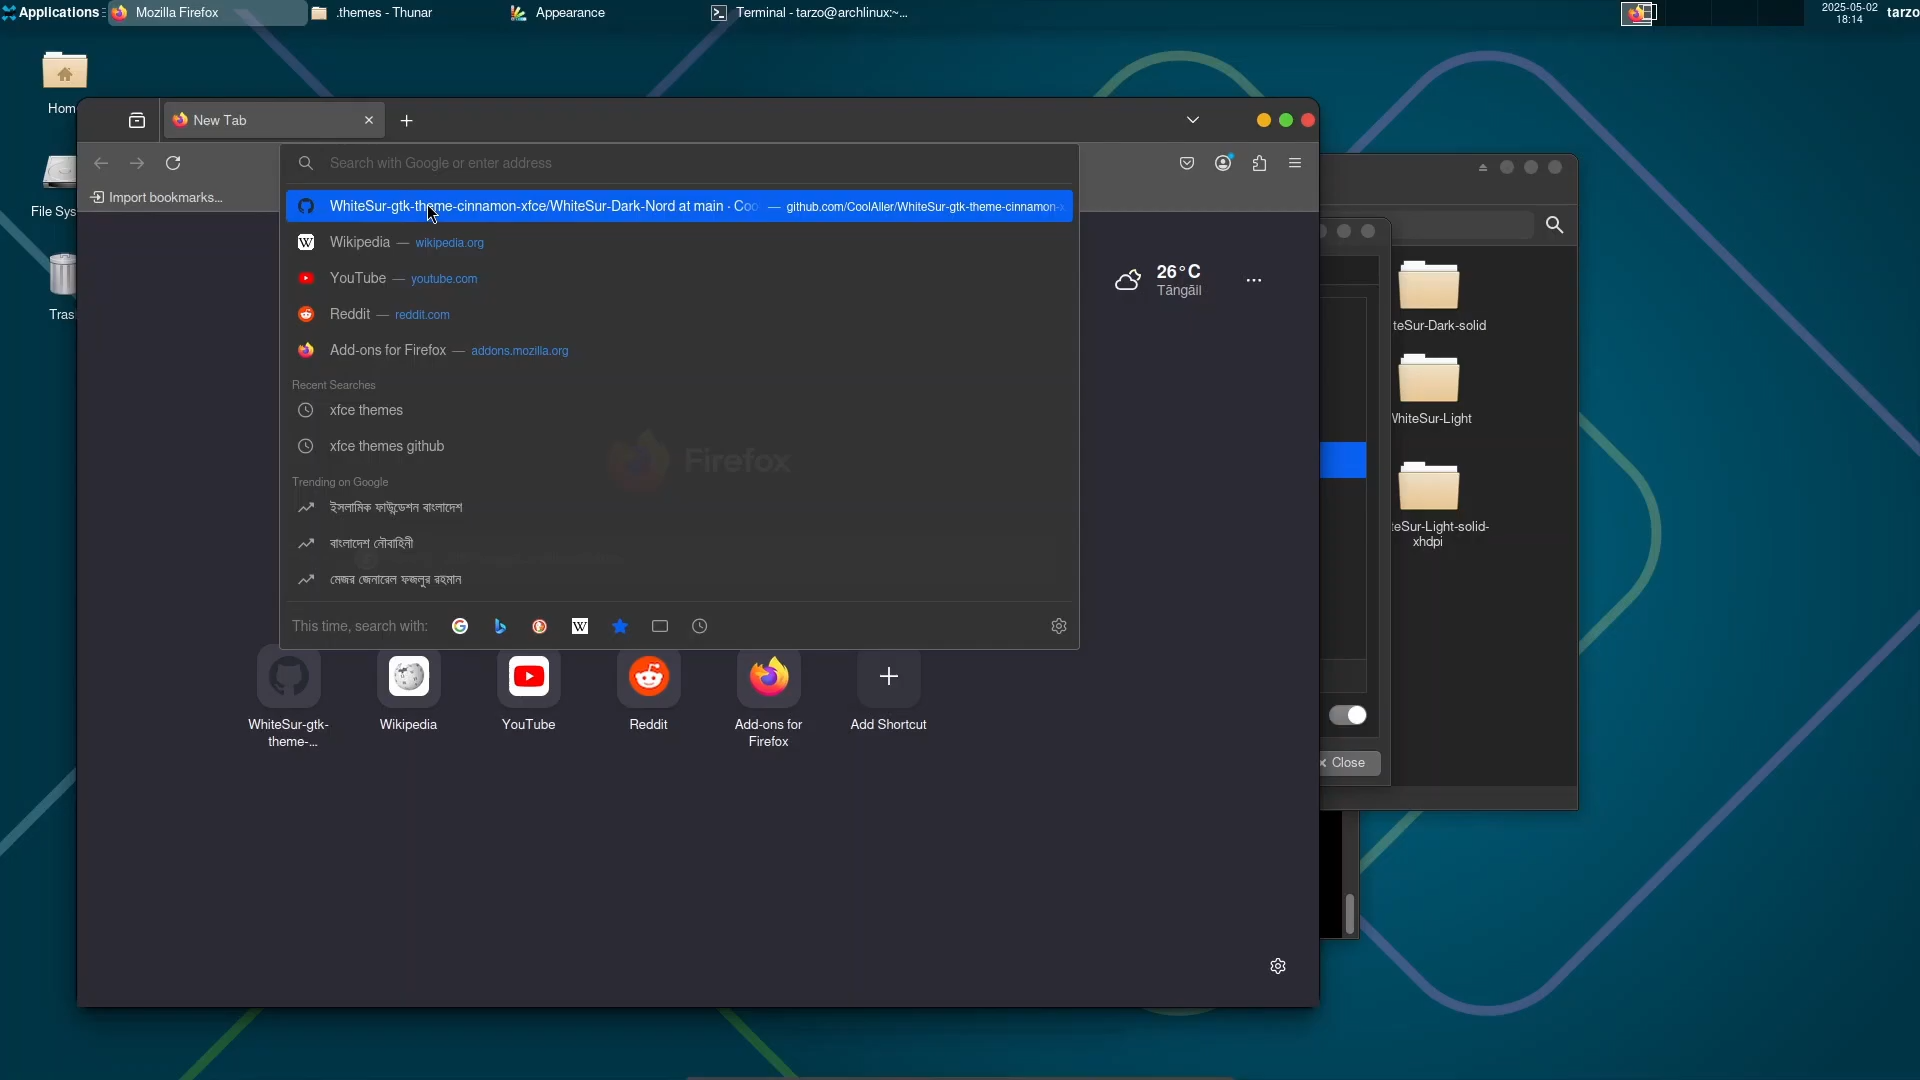 Applications
Mozilla Firefox
.themes - Thunar
Appearance
Terminal - tarzo@archlinux:~...
2025-05-02
18:14
tarzo
Hom
File Sys
Tras
New Tab
Search with Google or enter address
Import bookmarks...
WhiteSur-gtk-theme-cinnamon-xfce/WhiteSur-Dark-Nord at main · Coo — github.com/CoolAller/WhiteSur-gtk-theme-cinnamon-x
Wikipedia — wikipedia.org
YouTube — youtube.com
Reddit — reddit.com
Add-ons for Firefox — addons.mozilla.org
Recent Searches
xfce themes
xfce themes github
Trending on Google
ইসলামিক ফাউন্ডেশন বাংলাদেশ
বাংলাদেশ নৌবাহিনী
মেজর জেনারেল ফজলুর রহমান
This time, search with:
26°C
Tāngāil
Firefox
WhiteSur-gtk-
theme-...
Wikipedia
YouTube
Reddit
Add-ons for
Firefox
Add Shortcut
teSur-Dark-solid
WhiteSur-Light
teSur-Light-solid-
xhdpi
Close